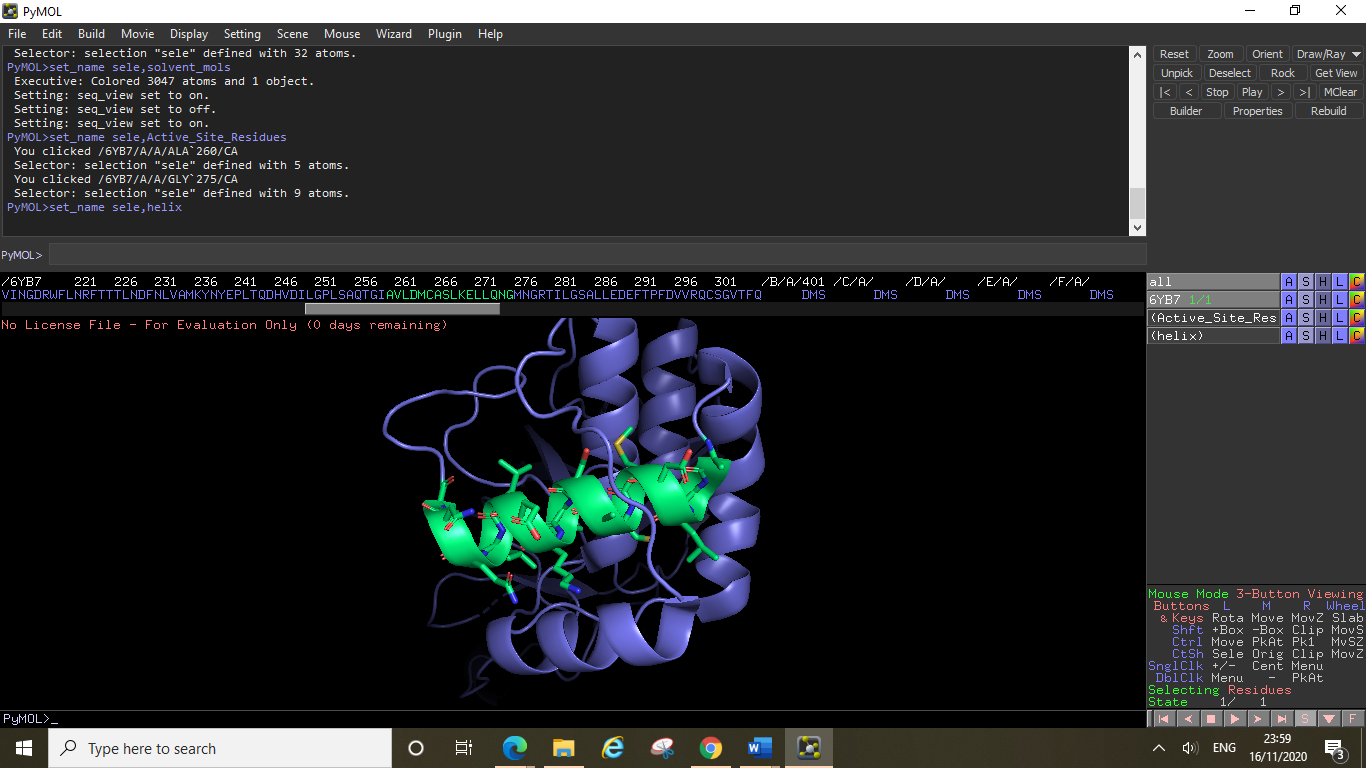 PyMOL
File Edit Build Movie Display Setting Scene Mouse Wizard Plugin Help
Selector: selection "sele" defined with 32 atoms.
PyMOL>set_name sele,solvent_mols
Executive: Colored 3047 atoms and 1 object.
Setting: seq_view set to on.
Setting: seq_view set to off.
Setting: seq_view set to on.
PyMOL>set_name sele,Active_Site_Residues
You clicked /6YB7/A/A/ALA`260/CA
Selector: selection "sele" defined with 5 atoms.
You clicked /6YB7/A/A/GLY`275/CA
Selector: selection "sele" defined with 9 atoms.
PyMOL>set_name sele,helix
PyMOL>
Reset Zoom Orient Draw/Ray
Unpick Deselect Rock Get View
|< < Stop Play > >| MClear
Builder Properties Rebuild
/6YB7 221 226 231 236 241 246 251 256 261 266 271 276 281 286 291 296 301 /B/A/401 /C/A/ /D/A/ /E/A/ /F/A/
VINGDRWFLNRFTTTLNDFNLVAMKYNYEPLTQDHVDILGPLSAQTGIAVLDMCASLKELLQNGMNGRTILGSALLEDEFTPFDVVRQCSGVTFQ DMS DMS DMS DMS DMS
No License File - For Evaluation Only (0 days remaining)
all A S H L C
6YB7 1/1 A S H L C
(Active_Site_Res A S H L C
(helix) A S H L C
Mouse Mode 3-Button Viewing
Buttons L M R Wheel
& Keys Rota Move MovZ Slab
Shft +Box -Box Clip MovS
Ctrl Move PkAt Pk1 MvSZ
CtSh Sele Orig Clip MovZ
SnglClk +/- Cent Menu
DblClk Menu - PkAt
Selecting Residues
State 1/ 1
S F
PyMOL>_
Type here to search
ENG
23:59
16/11/2020
3